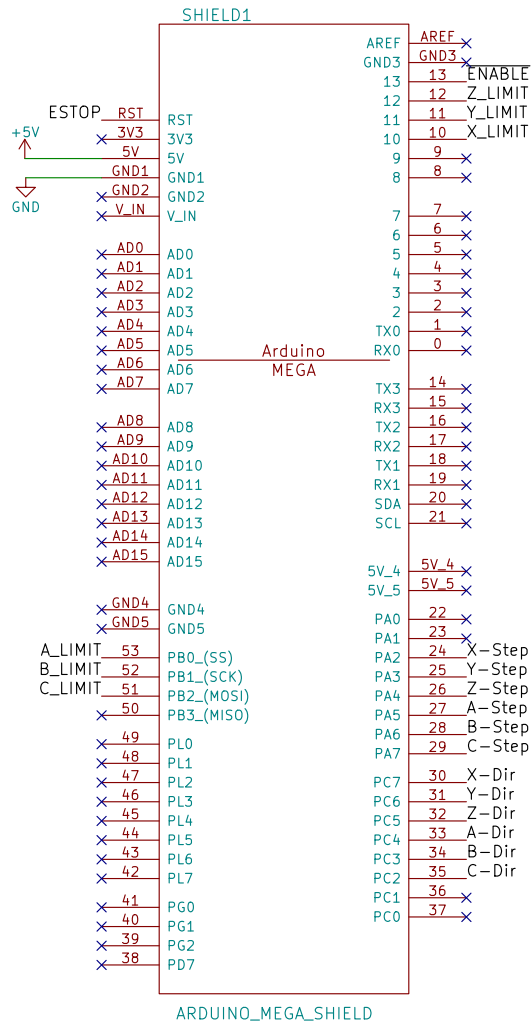 SHIELD1
AREF AREF
GND3 GND3
13 13 ENABLE
12 12 Z_LIMIT
ESTOP RST RST 11 11 Y_LIMIT
3V3 3V3 10 10 X_LIMIT
+5V 5V 5V 9 9
GND GND1 GND1 8 8
GND2 GND2
V_IN V_IN 7 7
6 6
AD0 AD0 5 5
AD1 AD1 4 4
AD2 AD2 3 3
AD3 AD3 2 2
AD4 AD4 TX0 1
AD5 AD5 RX0 0
Arduino
MEGA
AD6 AD6
AD7 AD7 TX3 14
RX3 15
AD8 AD8 TX2 16
AD9 AD9 RX2 17
AD10 AD10 TX1 18
AD11 AD11 RX1 19
AD12 AD12 SDA 20
AD13 AD13 SCL 21
AD14 AD14
AD15 AD15
5V_4 5V_4
5V_5 5V_5
GND4 GND4 PA0 22
GND5 GND5 PA1 23
A_LIMIT 53 PB0_(SS) PA2 24 X-Step
B_LIMIT 52 PB1_(SCK) PA3 25 Y-Step
C_LIMIT 51 PB2_(MOSI) PA4 26 Z-Step
50 PB3_(MISO) PA5 27 A-Step
PA6 28 B-Step
49 PL0 PA7 29 C-Step
48 PL1
47 PL2 PC7 30 X-Dir
46 PL3 PC6 31 Y-Dir
45 PL4 PC5 32 Z-Dir
44 PL5 PC4 33 A-Dir
43 PL6 PC3 34 B-Dir
42 PL7 PC2 35 C-Dir
PC1 36
41 PG0 PC0 37
40 PG1
39 PG2
38 PD7
ARDUINO_MEGA_SHIELD